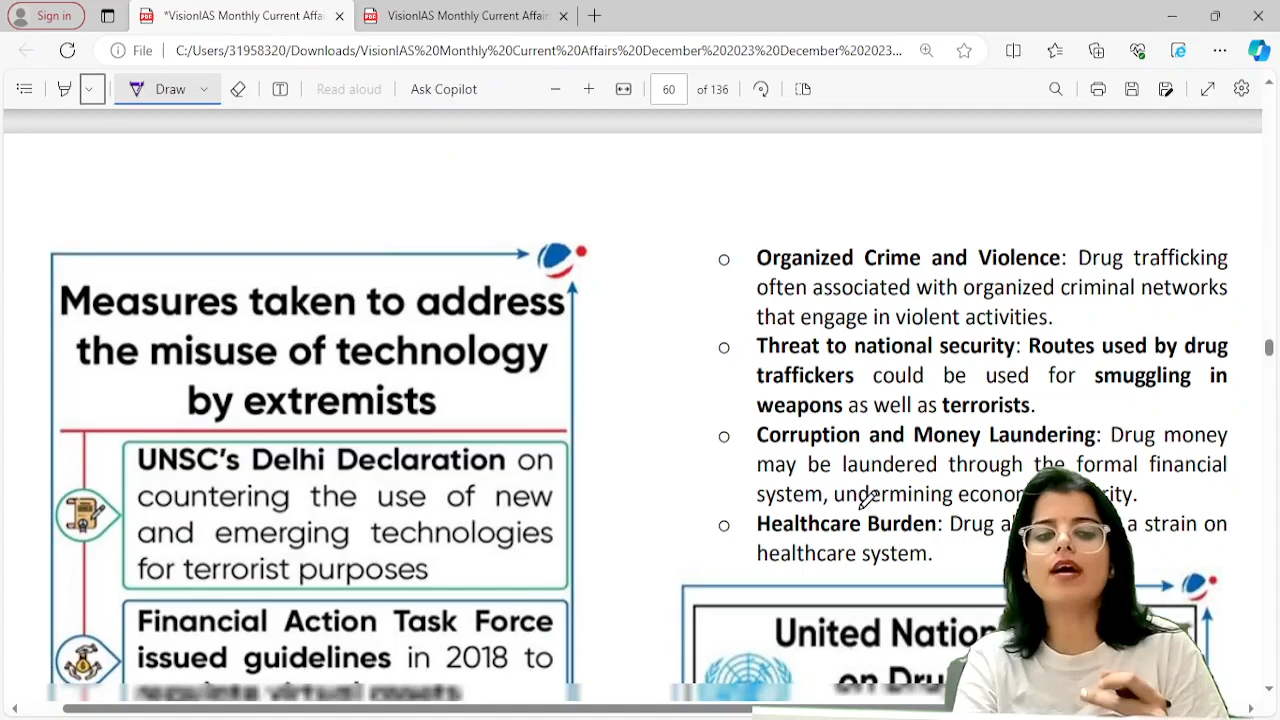 Sign in
*VisionIAS Monthly Current Affai
VisionIAS Monthly Current Affair
File
C:/Users/31958320/Downloads/VisionIAS%20Monthly%20Current%20Affairs%20December%202023%20December%202023...
Draw
Read aloud
Ask Copilot
60
of 136
Measures taken to address
the misuse of technology
by extremists
UNSC's Delhi Declaration on
countering the use of new
and emerging technologies
for terrorist purposes
Financial Action Task Force
issued guidelines in 2018 to
regulate virtual assets
o Organized Crime and Violence: Drug trafficking
often associated with organized criminal networks
that engage in violent activities.
o Threat to national security: Routes used by drug
traffickers could be used for smuggling in
weapons as well as terrorists.
o Corruption and Money Laundering: Drug money
may be laundered through the formal financial
system, undermining
o Healthcare Burden: Drug a strain on
healthcare system.
United
on